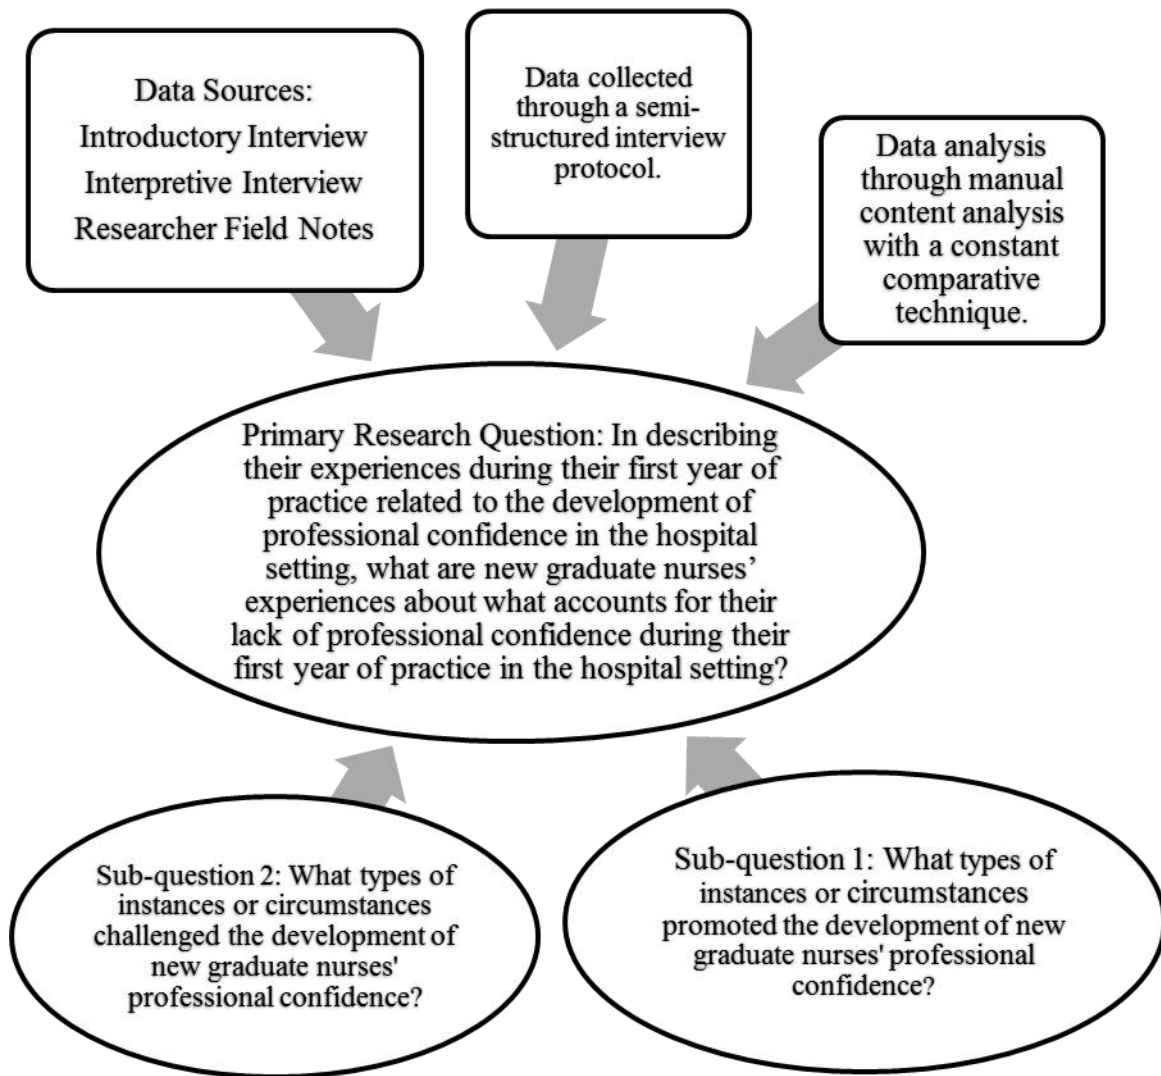 Data Sources:
Introductory Interview
Interpretive Interview
Researcher Field Notes
Data collected
through a semi-
structured interview
protocol.
Data analysis
through manual
content analysis
with a constant
comparative
technique.
Primary Research Question: In describing
their experiences during their first year of
practice related to the development of
professional confidence in the hospital
setting, what are new graduate nurses’
experiences about what accounts for their
lack of professional confidence during their
first year of practice in the hospital setting?
Sub-question 2: What types of
instances or circumstances
challenged the development of
new graduate nurses'
professional confidence?
Sub-question 1: What types of
instances or circumstances
promoted the development of new
graduate nurses' professional
confidence?